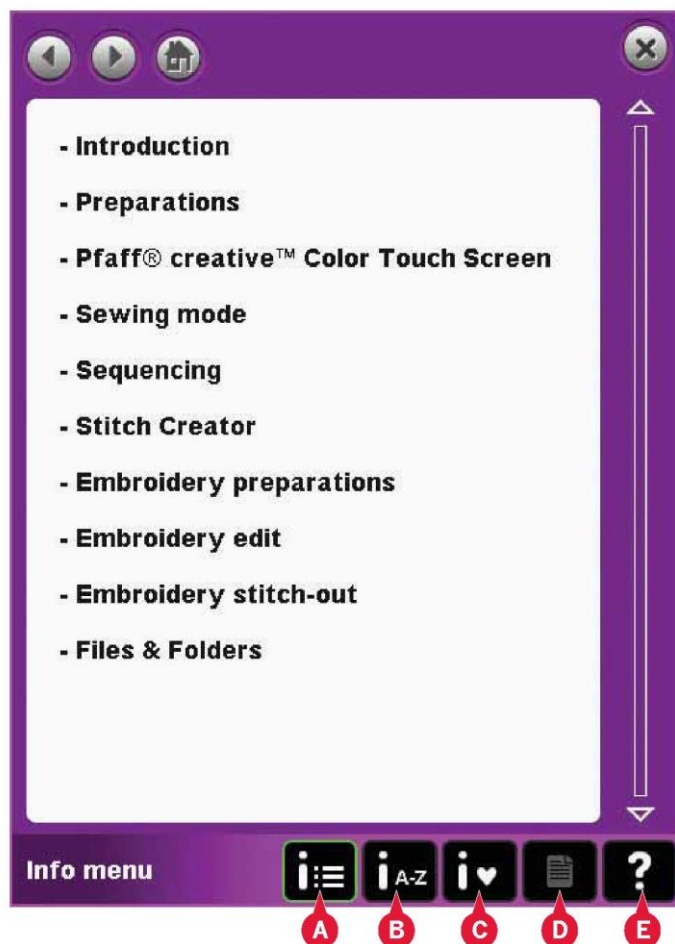 - Introduction
- Preparations
- Pfaff® creative™ Color Touch Screen
- Sewing mode
- Sequencing
- Stitch Creator
- Embroidery preparations
- Embroidery edit
- Embroidery stitch-out
- Files & Folders
Info menu i i A-Z i ♥ ?
A B C D E